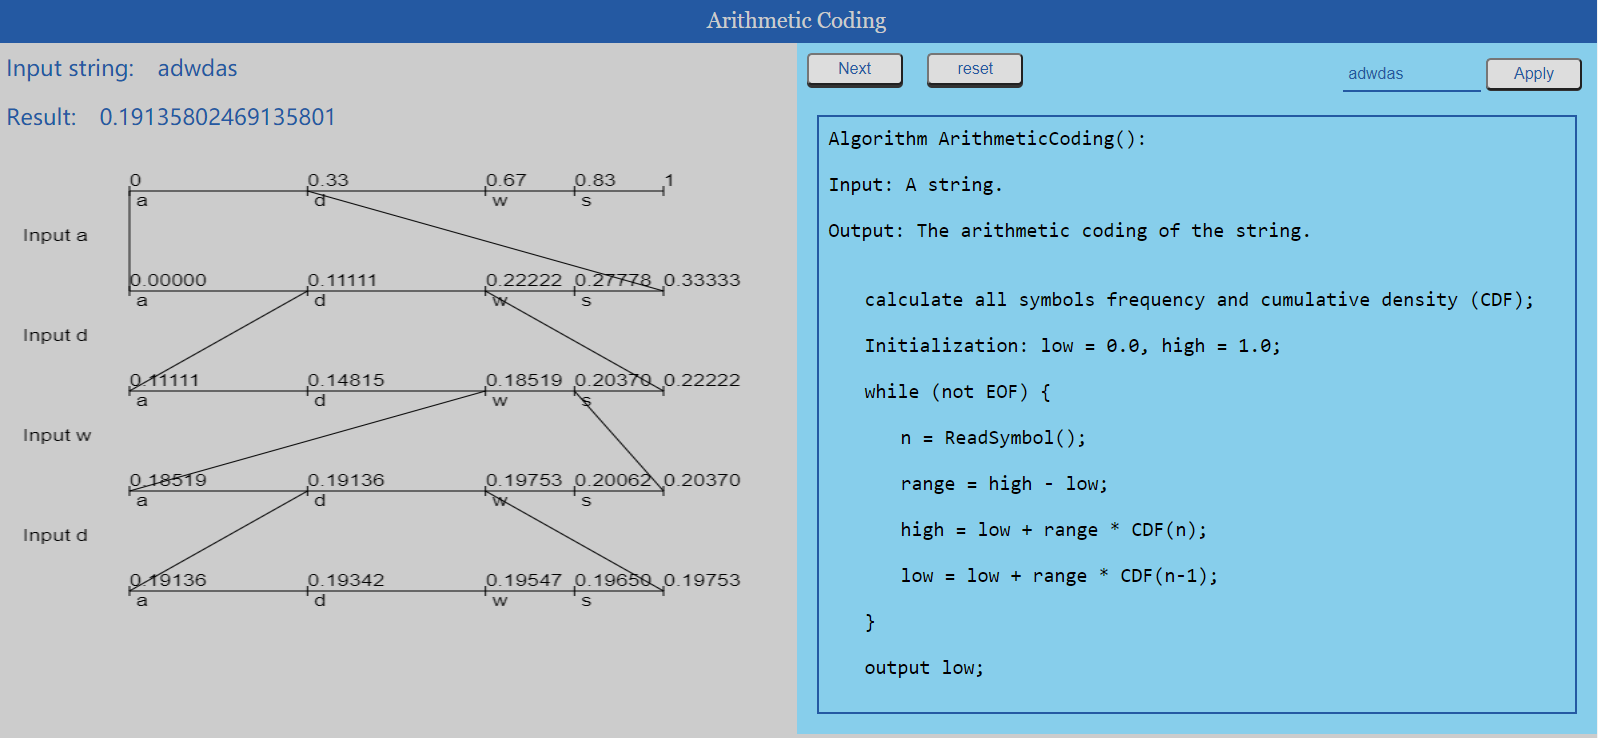 Arithmetic Coding
Input string: adwdas
Result: 0.19135802469135801
0 0.33 0.67 0.83 1
a d w s
Input a
0.00000 0.11111 0.22222 0.27778 0.33333
a d w s
Input d
0.11111 0.14815 0.18519 0.20370 0.22222
a d w s
Input w
0.18519 0.19136 0.19753 0.20062 0.20370
a d w s
Input d
0.19136 0.19342 0.19547 0.19650 0.19753
a d w s
Next reset adwdas Apply
Algorithm ArithmeticCoding():
Input: A string.
Output: The arithmetic coding of the string.
calculate all symbols frequency and cumulative density (CDF);
Initialization: low = 0.0, high = 1.0;
while (not EOF) {
n = ReadSymbol();
range = high - low;
high = low + range * CDF(n);
low = low + range * CDF(n-1);
}
output low;